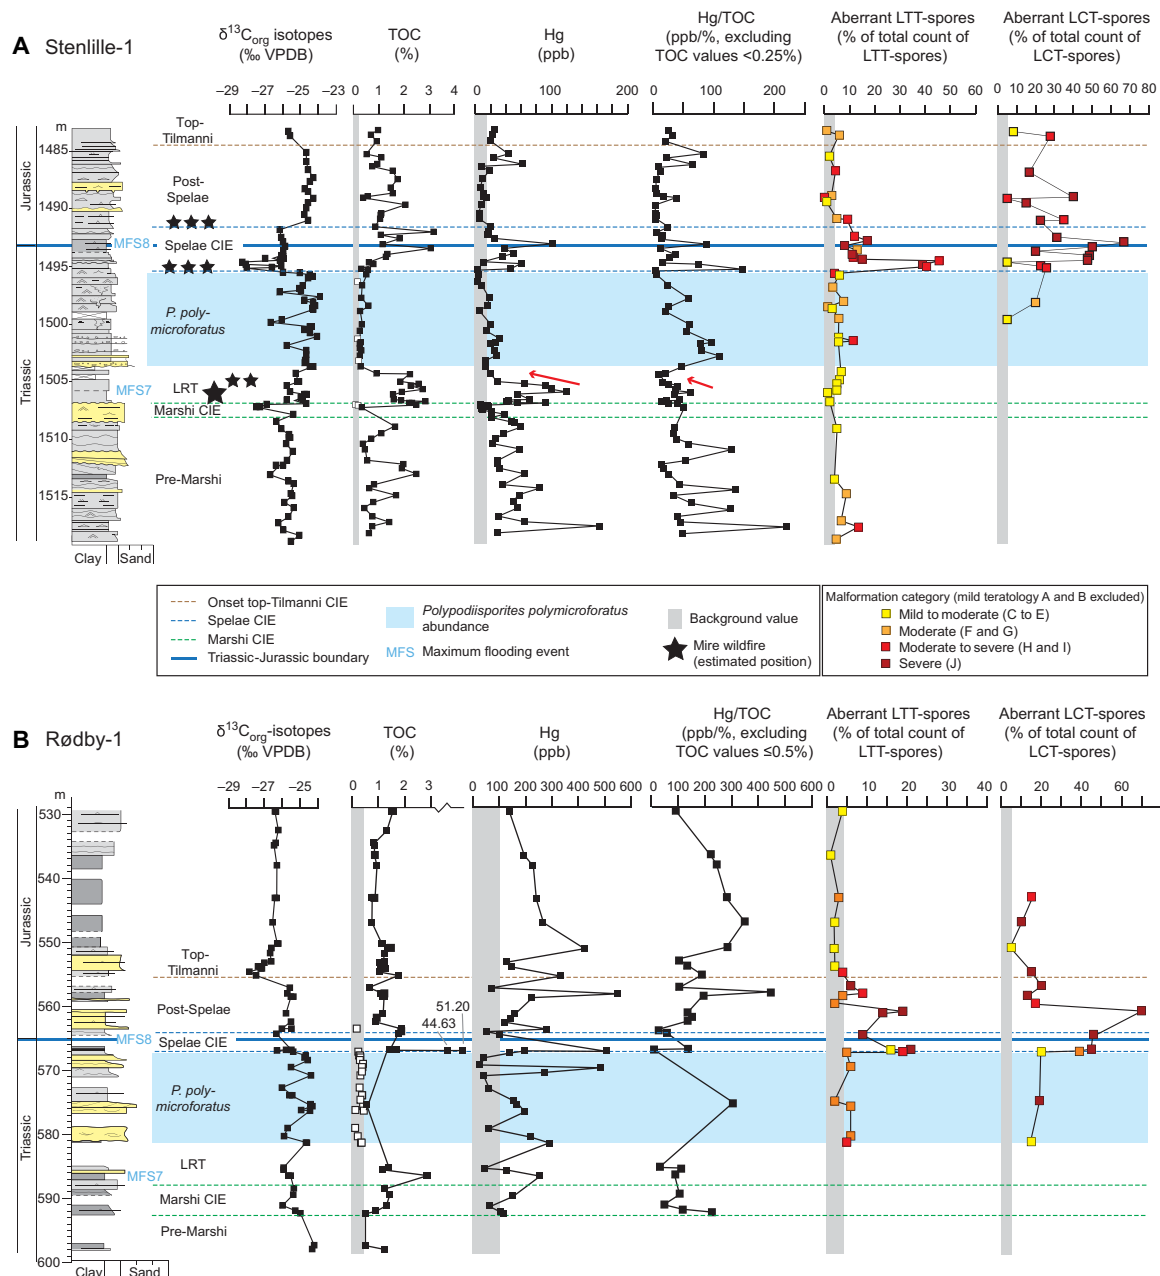 A Stenlille-1
δ13Corg isotopes
(‰ VPDB)
TOC
(%)
Hg
(ppb)
Hg/TOC
(ppb/%, excluding
TOC values <0.25%)
Aberrant LTT-spores
(% of total count of
LTT-spores)
Aberrant LCT-spores
(% of total count of
LCT-spores)
–29 –27 –25 –23
0 1 2 3 4
0 100 200
0 100 200
0 10 20 30 40 50 60
0 10 20 30 40 50 60 70 80
m
1485
1490
1495
1500
1505
1510
1515
Jurassic
Triassic
Top-
Tilmanni
Post-
Spelae
MFS8
Spelae CIE
P. poly-
microforatus
MFS7
LRT
Marshi CIE
Pre-Marshi
Clay Sand
Onset top-Tilmanni CIE
Spelae CIE
Marshi CIE
Triassic-Jurassic boundary
Polypodiisporites polymicroforatus
abundance
MFS Maximum flooding event
Background value
Mire wildfire
(estimated position)
Malformation category (mild teratology A and B excluded)
Mild to moderate (C to E)
Moderate (F and G)
Moderate to severe (H and I)
Severe (J)
B Rødby-1
δ13Corg-isotopes
(‰ VPDB)
TOC
(%)
Hg
(ppb)
Hg/TOC
(ppb/%, excluding
TOC values ≤0.5%)
Aberrant LTT-spores
(% of total count of
LTT-spores)
Aberrant LCT-spores
(% of total count of
LCT-spores)
–29 –27 –25 –24
0 1 2 3
0 100 200 300 400 500 600
0 100 200 300 400 500 600
0 10 20 30 40
0 20 40 60
m
530
540
550
560
570
580
590
600
Jurassic
Triassic
Top-
Tilmanni
Post-Spelae
51.20
44.63
MFS8
Spelae CIE
P. poly-
microforatus
LRT
MFS7
Marshi CIE
Pre-Marshi
Clay Sand